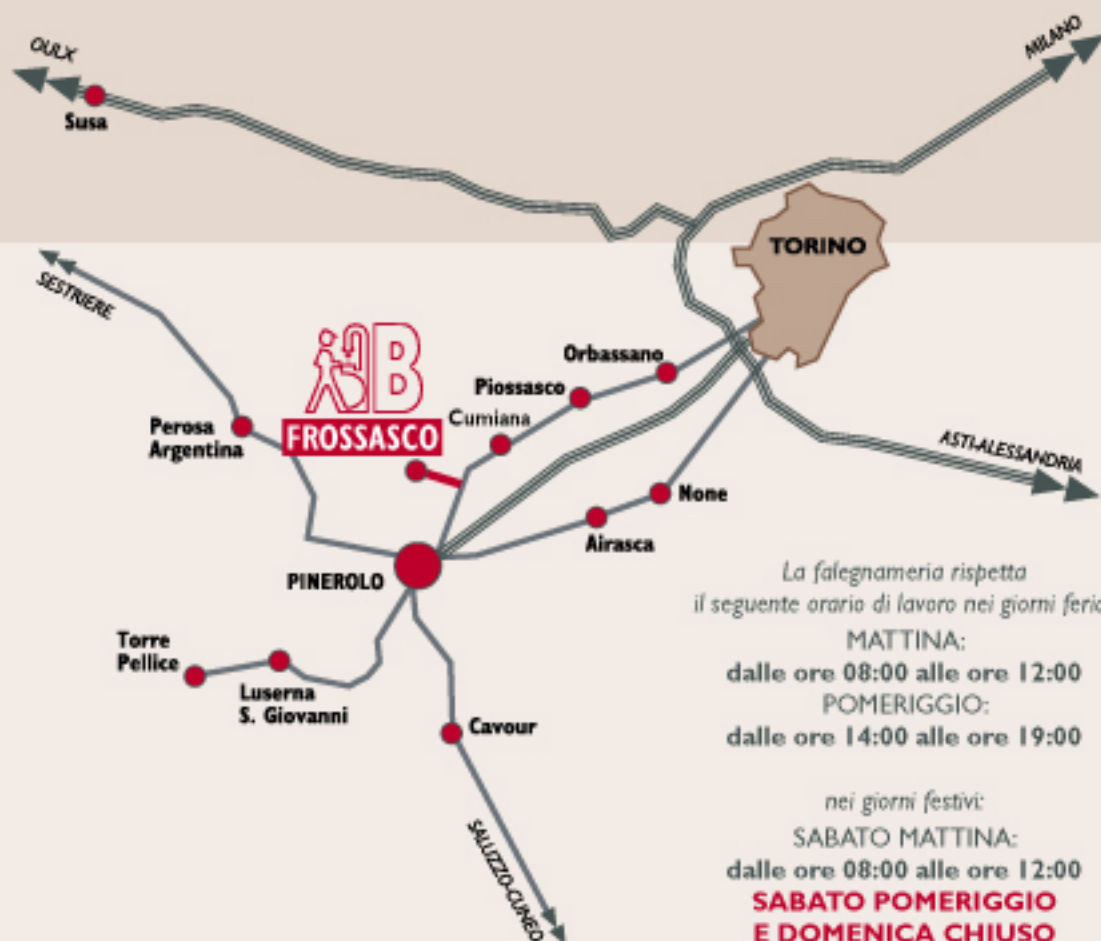 OULX
MILANO
Susa
TORINO
SESTRIERE
B
Orbassano
Piossasco
Cumiana
FROSSASCO
Perosa
Argentina
ASTI-ALESSANDRIA
None
Airasca
PINEROLO
Torre
Pellice
Luserna
S. Giovanni
Cavour
SALUZZO-CUNEO
La falegnameria rispetta
il seguente orario di lavoro nei giorni feria
MATTINA:
dalle ore 08:00 alle ore 12:00
POMERIGGIO:
dalle ore 14:00 alle ore 19:00
nei giorni festivi:
SABATO MATTINA:
dalle ore 08:00 alle ore 12:00
SABATO POMERIGGIO
E DOMENICA CHIUSO